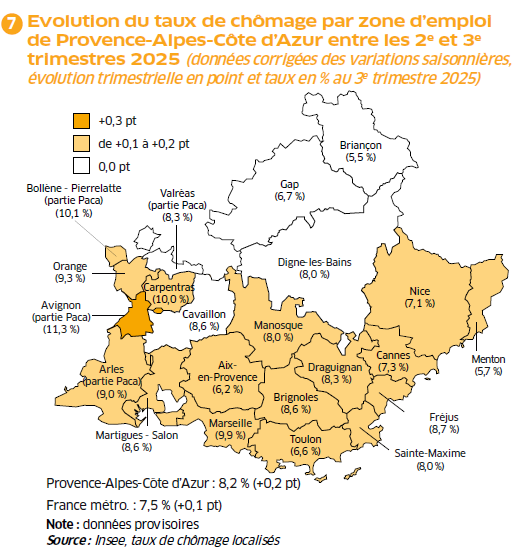 7 Evolution du taux de chômage par zone d'emploi
de Provence-Alpes-Côte d'Azur entre les 2e et 3e
trimestres 2025 (données corrigées des variations saisonnières,
évolution trimestrielle en point et taux en % au 3e trimestre 2025)
+0,3 pt
de +0,1 à +0,2 pt
0,0 pt
Briançon
(5,5 %)
Gap
(6,7 %)
Bollène - Pierrelatte
(partie Paca)
(10,1 %)
Valréas
(partie Paca)
(8,3 %)
Orange
(9,3 %)
Carpentras
(10,0 %)
Digne-les-Bains
(8,0 %)
Nice
(7,1 %)
Avignon
(partie Paca)
(11,3 %)
Cavaillon
(8,6 %)
Manosque
(8,0 %)
Menton
(5,7 %)
Cannes
(7,3 %)
Arles
(partie Paca)
(9,0 %)
Aix-
en-Provence
(6,2 %)
Draguignan
(8,3 %)
Brignoles
(8,6 %)
Fréjus
(8,7 %)
Martigues - Salon
(8,6 %)
Marseille
(9,9 %)
Toulon
(6,6 %)
Sainte-Maxime
(8,0 %)
Provence-Alpes-Côte d'Azur : 8,2 % (+0,2 pt)
France métro. : 7,5 % (+0,1 pt)
Note : données provisoires
Source : Insee, taux de chômage localisés